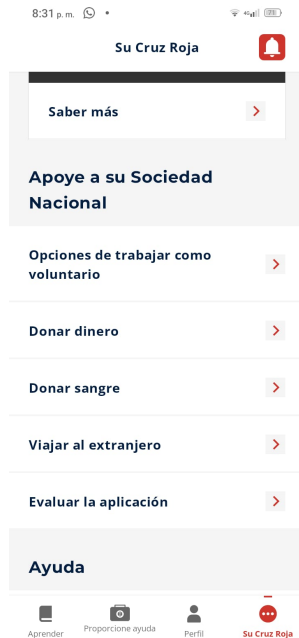 8:31 p. m.
4G
Su Cruz Roja
Saber más
Apoye a su Sociedad
Nacional
Opciones de trabajar como
voluntario
Donar dinero
Donar sangre
Viajar al extranjero
Evaluar la aplicación
Ayuda
Aprender
Proporcione ayuda
Perfil
Su Cruz Roja